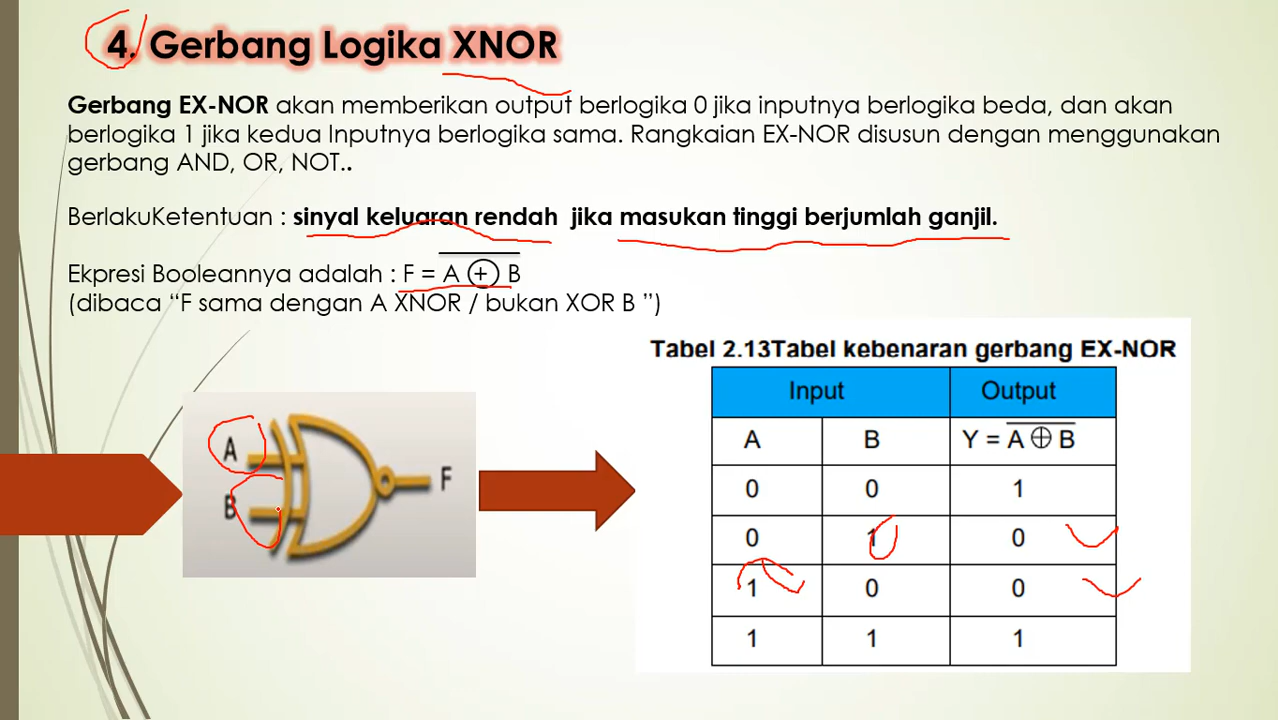 4. Gerbang Logika XNOR
Gerbang EX-NOR akan memberikan output berlogika 0 jika inputnya berlogika beda, dan akan
berlogika 1 jika kedua Inputnya berlogika sama. Rangkaian EX-NOR disusun dengan menggunakan
gerbang AND, OR, NOT..
BerlakuKetentuan : sinyal keluaran rendah jika masukan tinggi berjumlah ganjil.
Ekpresi Booleannya adalah : F = A̅ ⊕̅ B̅
(dibaca “F sama dengan A XNOR / bukan XOR B ”)
Tabel 2.13Tabel kebenaran gerbang EX-NOR
Input Output
A B Y = A̅ ⊕̅ B̅
0 0 1
0 1 0
1 0 0
1 1 1
A
B
F